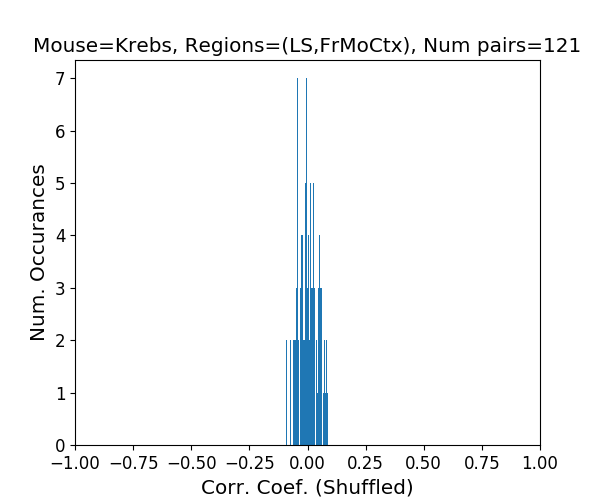 Mouse=Krebs, Regions=(LS,FrMoCtx), Num pairs=121
7
6
5
4
3
2
1
0
Num. Occurances
−1.00 −0.75 −0.50 −0.25 0.00 0.25 0.50 0.75 1.00
Corr. Coef. (Shuffled)